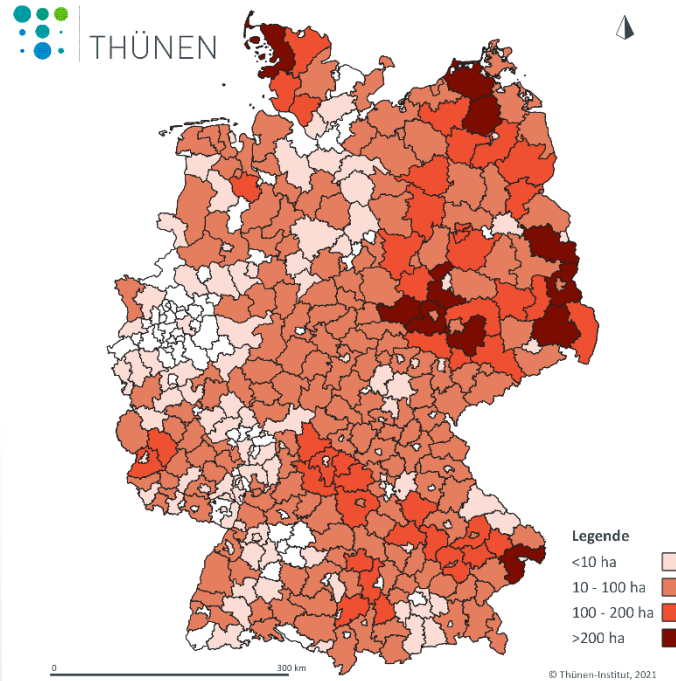 THÜNEN
Legende
<10 ha
10 - 100 ha
100 - 200 ha
>200 ha
0 300 km
© Thünen-Institut, 2021